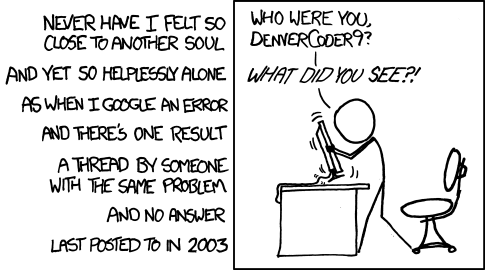 NEVER HAVE I FELT SO
CLOSE TO ANOTHER SOUL
AND YET SO HELPLESSLY ALONE
AS WHEN I GOOGLE AN ERROR
AND THERE'S ONE RESULT
A THREAD BY SOMEONE
WITH THE SAME PROBLEM
AND NO ANSWER
LAST POSTED TO IN 2003
WHO WERE YOU,
DENVERCODER9?
WHAT DID YOU SEE?!